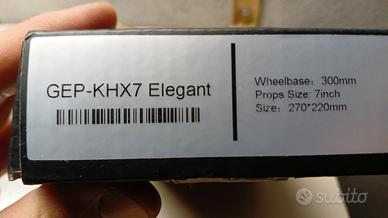 GEP-KHX7 Elegant
Wheelbase：300mm
Props Size: 7inch
Size：270*220mm
subito